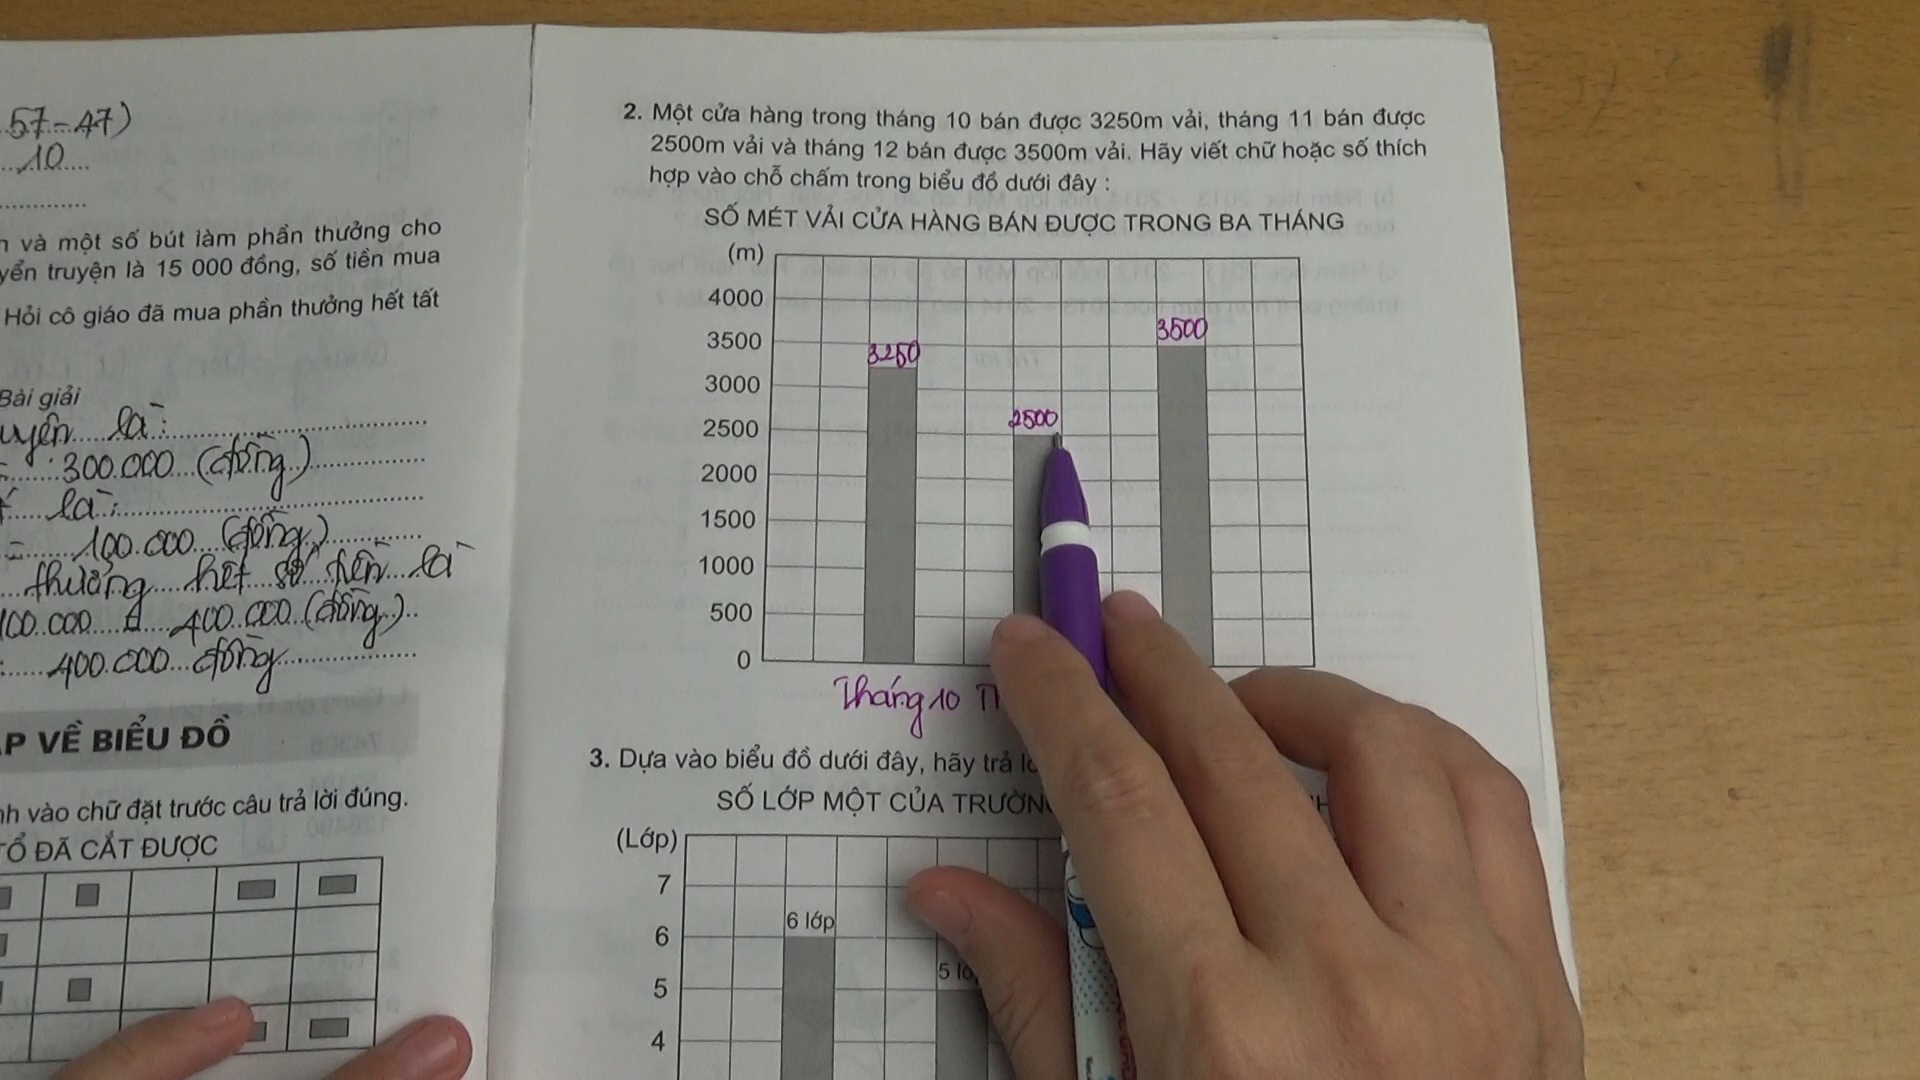 57-47)
10
n và một số bút làm phần thưởng cho
yển truyện là 15 000 đồng, số tiền mua
Hỏi cô giáo đã mua phần thưởng hết tất
Bài giải
là:
= 300.000 (đồng)
là:
= 100.000 (đồng)
thưởng hết số tiền là
400.000 (đồng)
: 400.000 đồng
ẬP VỀ BIỂU ĐỒ
nh vào chữ đặt trước câu trả lời đúng.
TỔ ĐÃ CẮT ĐƯỢC
2. Một cửa hàng trong tháng 10 bán được 3250m vải, tháng 11 bán được
2500m vải và tháng 12 bán được 3500m vải. Hãy viết chữ hoặc số thích
hợp vào chỗ chấm trong biểu đồ dưới đây :
SỐ MÉT VẢI CỬA HÀNG BÁN ĐƯỢC TRONG BA THÁNG
(m)
4000
3500
3000
2500
2000
1500
1000
500
0
3250
2500
3500
Tháng 10 T
3. Dựa vào biểu đồ dưới đây, hãy trả
SỐ LỚP MỘT CỦA TRƯỜN
(Lớp)
7
6
5
4
6 lớp
5 lớ